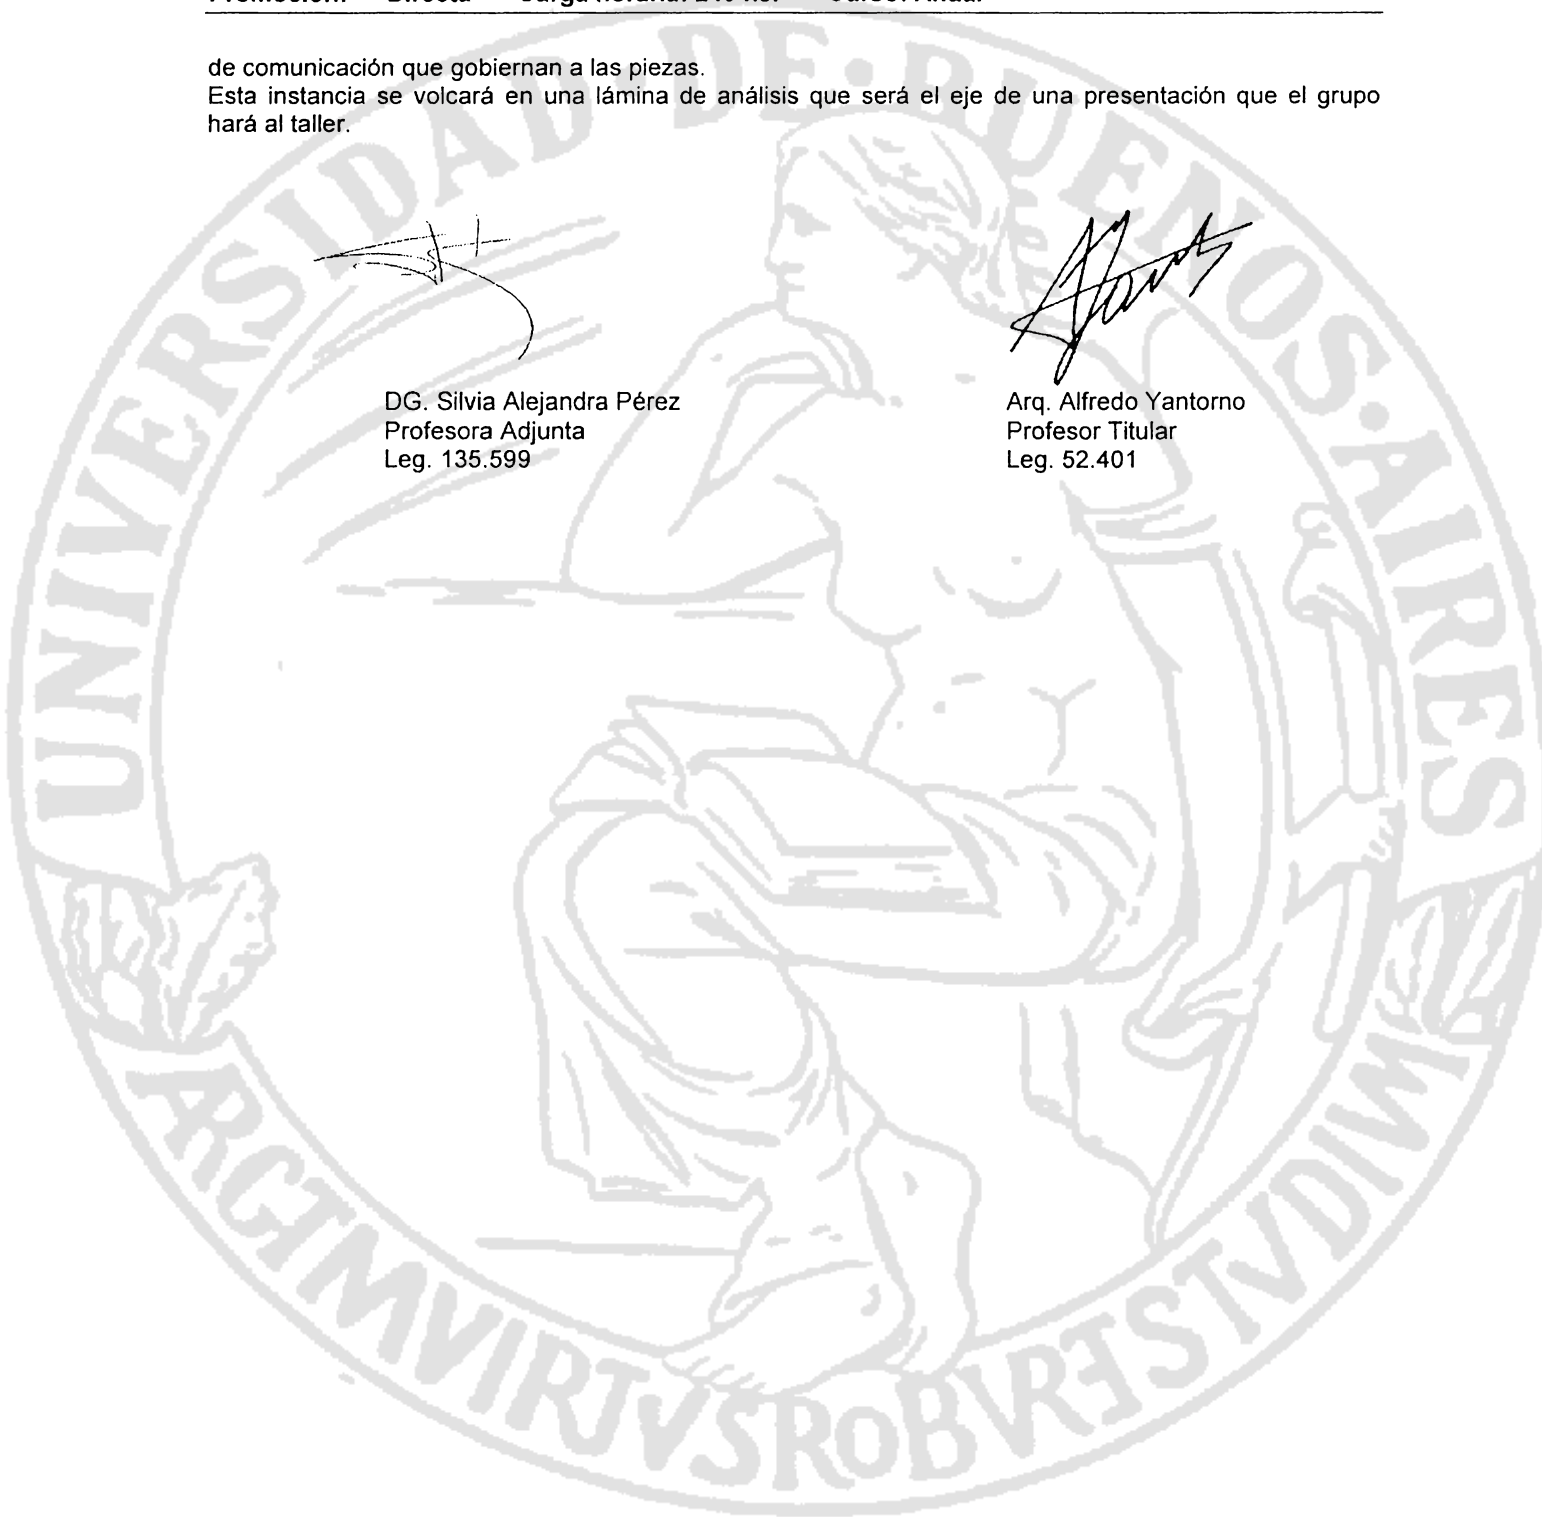 de comunicación que gobiernan a las piezas.
Esta instancia se volcará en una lámina de análisis que será el eje de una presentación que el grupo
hará al taller.
DG. Silvia Alejandra Pérez
Profesora Adjunta
Leg. 135.599
Arq. Alfredo Yantorno
Profesor Titular
Leg. 52.401
UNIVERSIDAD·DE·BUENOS·AIRES
ARGTMVIRTVSROBVRETSTVDIVM